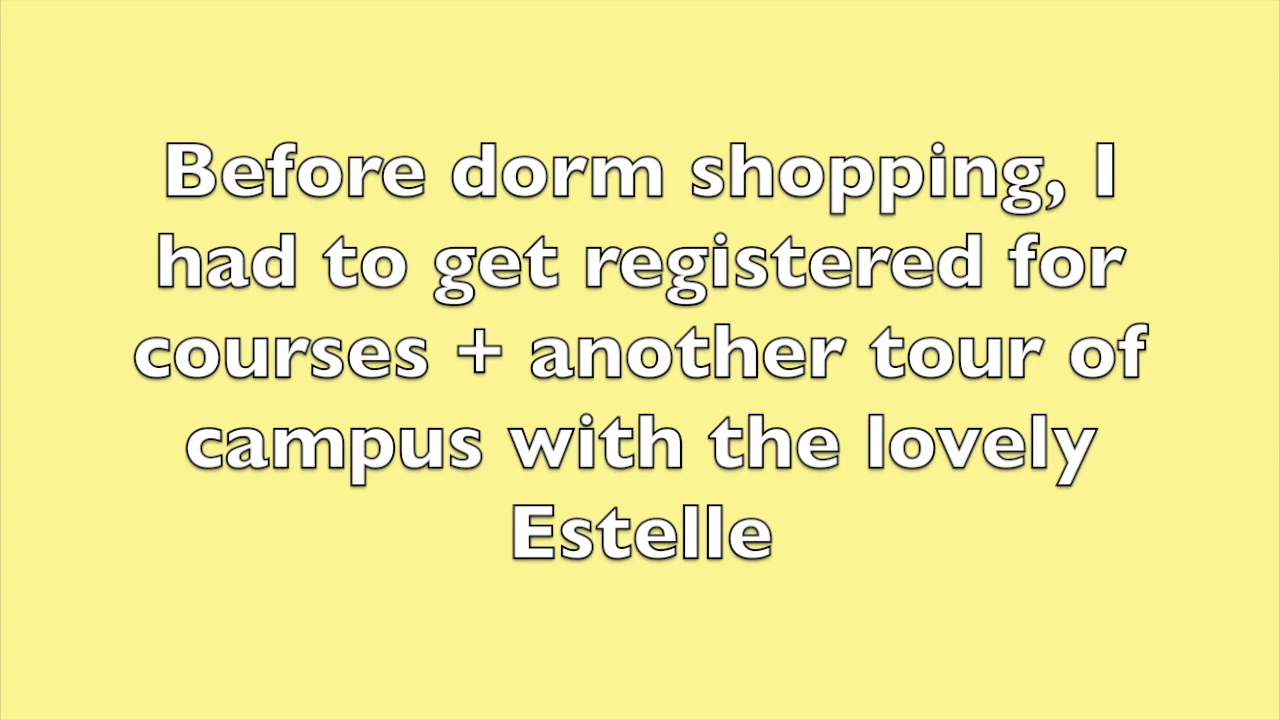 Before dorm shopping, I
had to get registered for
courses + another tour of
campus with the lovely
Estelle